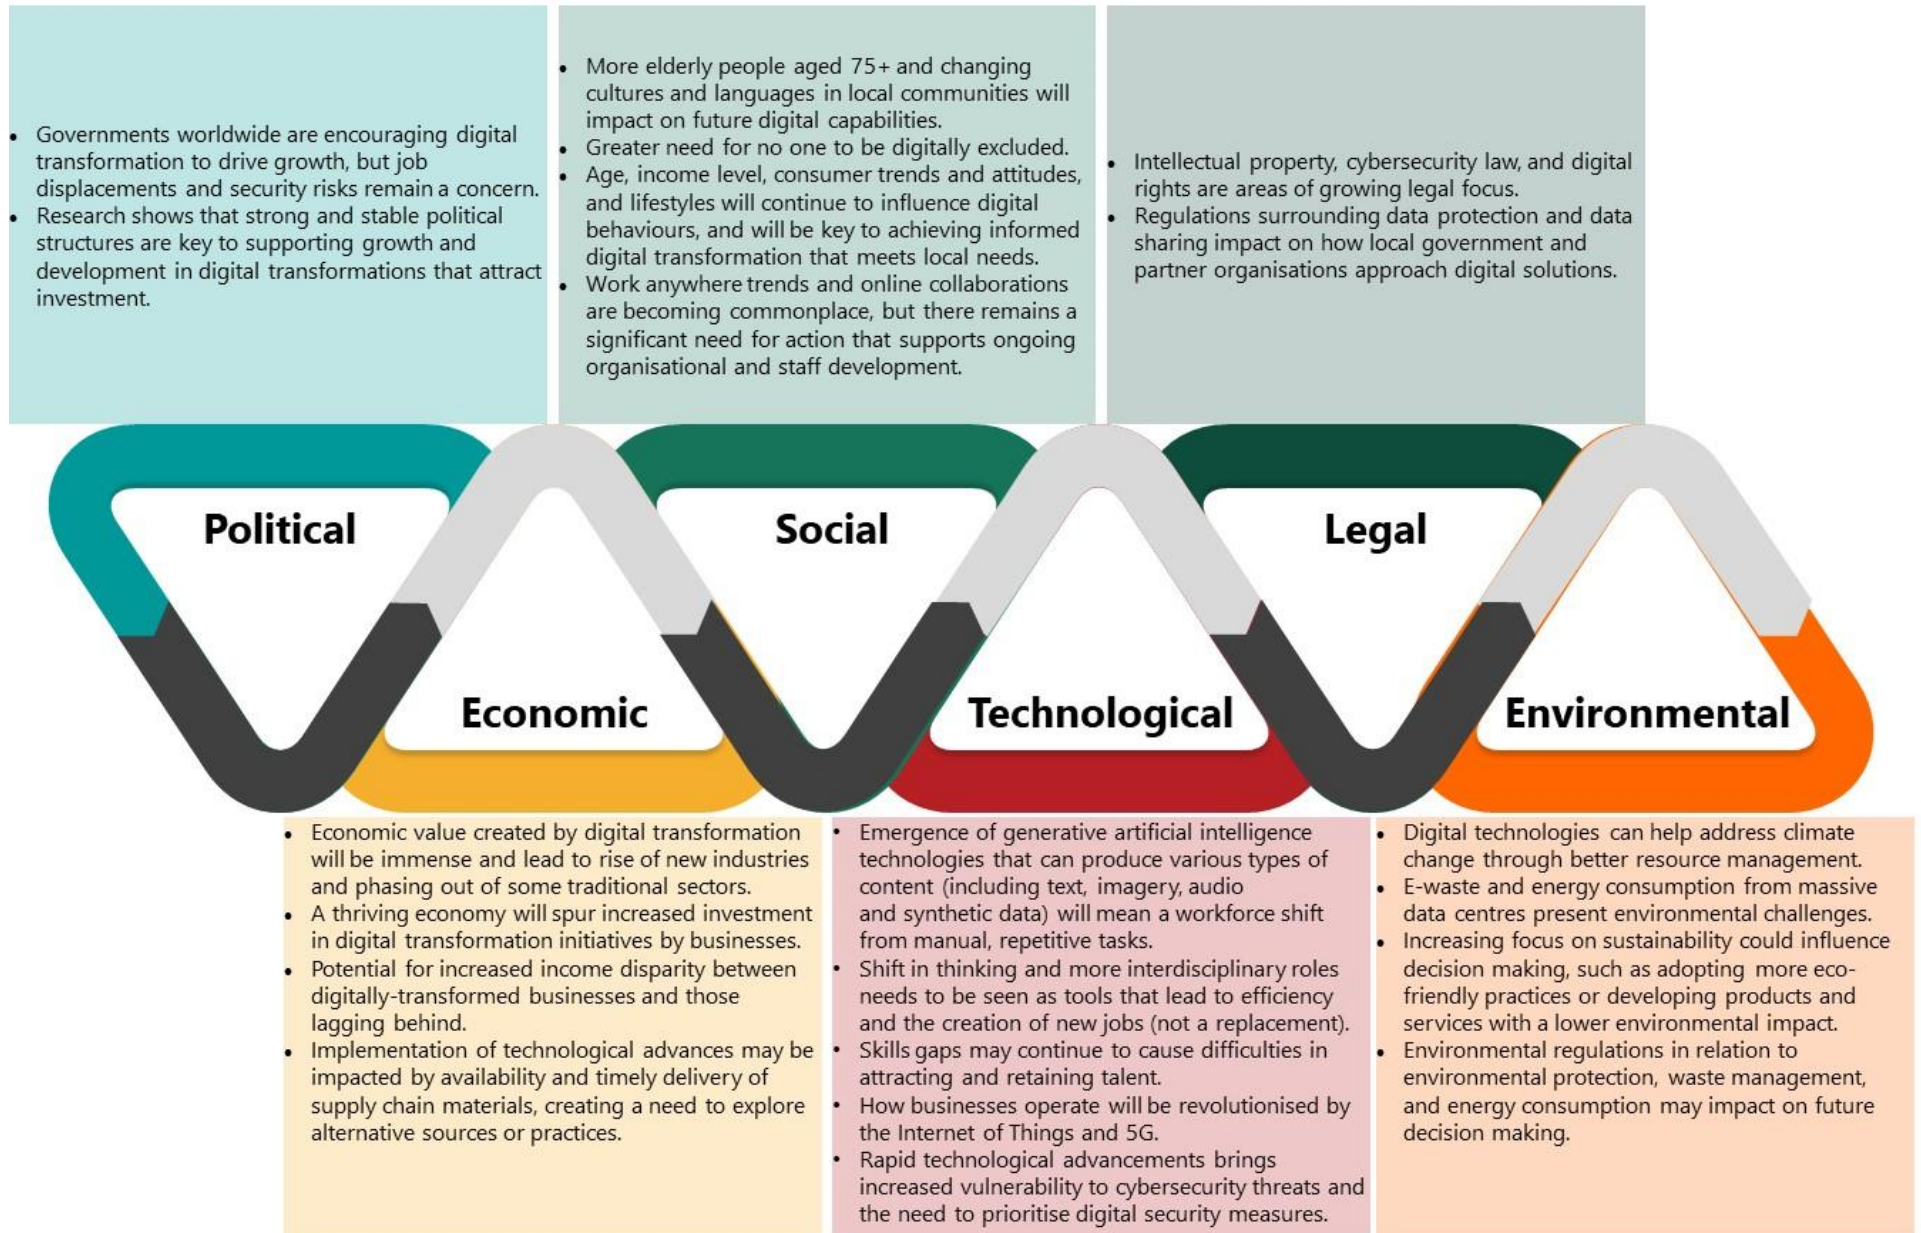 • Governments worldwide are encouraging digital
transformation to drive growth, but job
displacements and security risks remain a concern.
• Research shows that strong and stable political
structures are key to supporting growth and
development in digital transformations that attract
investment.
• More elderly people aged 75+ and changing
cultures and languages in local communities will
impact on future digital capabilities.
• Greater need for no one to be digitally excluded.
• Age, income level, consumer trends and attitudes,
and lifestyles will continue to influence digital
behaviours, and will be key to achieving informed
digital transformation that meets local needs.
• Work anywhere trends and online collaborations
are becoming commonplace, but there remains a
significant need for action that supports ongoing
organisational and staff development.
• Intellectual property, cybersecurity law, and digital
rights are areas of growing legal focus.
• Regulations surrounding data protection and data
sharing impact on how local government and
partner organisations approach digital solutions.
Political
Social
Legal
Economic
Technological
Environmental
• Economic value created by digital transformation
will be immense and lead to rise of new industries
and phasing out of some traditional sectors.
• A thriving economy will spur increased investment
in digital transformation initiatives by businesses.
• Potential for increased income disparity between
digitally-transformed businesses and those
lagging behind.
• Implementation of technological advances may be
impacted by availability and timely delivery of
supply chain materials, creating a need to explore
alternative sources or practices.
• Emergence of generative artificial intelligence
technologies that can produce various types of
content (including text, imagery, audio
and synthetic data) will mean a workforce shift
from manual, repetitive tasks.
• Shift in thinking and more interdisciplinary roles
needs to be seen as tools that lead to efficiency
and the creation of new jobs (not a replacement).
• Skills gaps may continue to cause difficulties in
attracting and retaining talent.
• How businesses operate will be revolutionised by
the Internet of Things and 5G.
• Rapid technological advancements brings
increased vulnerability to cybersecurity threats and
the need to prioritise digital security measures.
• Digital technologies can help address climate
change through better resource management.
• E-waste and energy consumption from massive
data centres present environmental challenges.
• Increasing focus on sustainability could influence
decision making, such as adopting more eco-
friendly practices or developing products and
services with a lower environmental impact.
• Environmental regulations in relation to
environmental protection, waste management,
and energy consumption may impact on future
decision making.